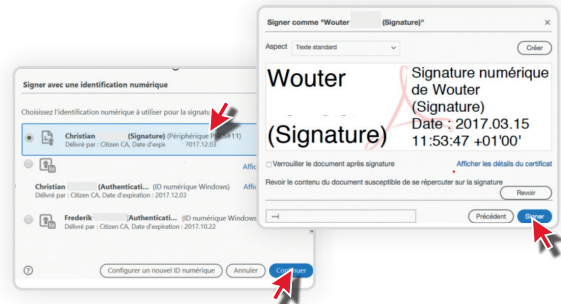 Signer avec une identification numérique
Choisissez l'identification numérique à utiliser pour la signature
Christian (Signature) (Périphérique PKCS#11)
Délivré par : Citizen CA, Date d'expir : 2017.12.03
Affic
Christian (Authenticati... (ID numérique Windows) Affic
Délivré par : Citizen CA, Date d'expiration : 2017.12.03
Frederik (Authenticati... (ID numérique Windows
Délivré par : Citizen CA, Date d'expiration : 2017.10.22
?
Configurer un nouvel ID numérique
Annuler
Continuer
Signer comme "Wouter (Signature)"
×
Aspect Texte standard
Créer
Wouter
(Signature)
Signature numérique
de Wouter
(Signature)
Date : 2017.03.15
11:53:47 +01'00'
Verrouiller le document après signature
Afficher les détails du certificat
Revoir le contenu du document susceptible de se répercuter sur la signature
Revoir
Précédent
Signer